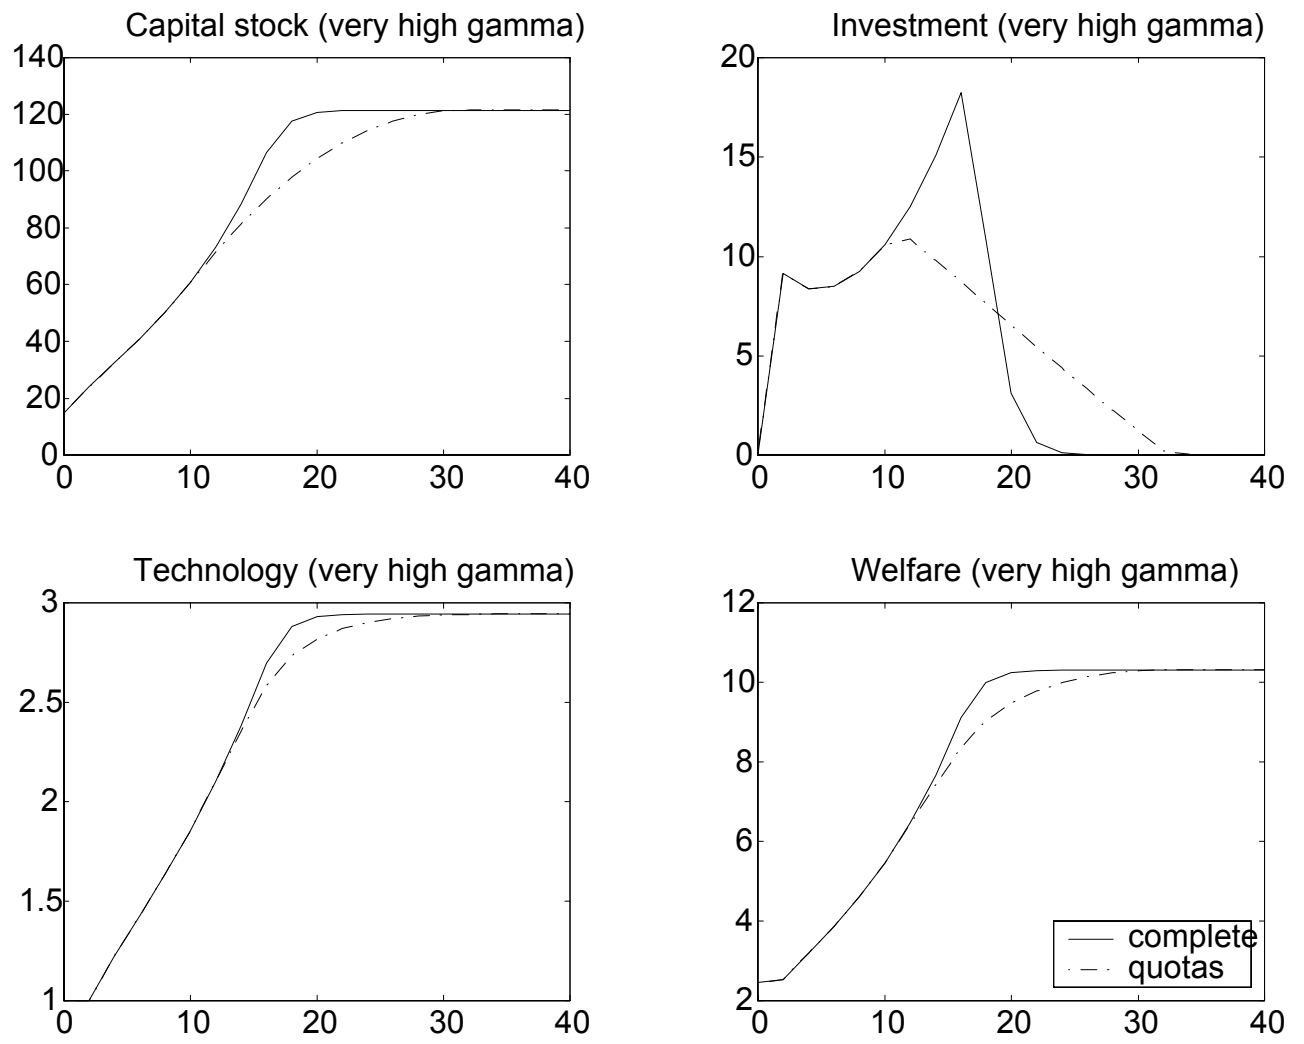 Capital stock (very high gamma)
140
120
100
80
60
40
20
0
0 10 20 30 40
Investment (very high gamma)
20
15
10
5
0
0 10 20 30 40
Technology (very high gamma)
3
2.5
2
1.5
1
0 10 20 30 40
Welfare (very high gamma)
12
10
8
6
4
2
0 10 20 30 40
complete
quotas